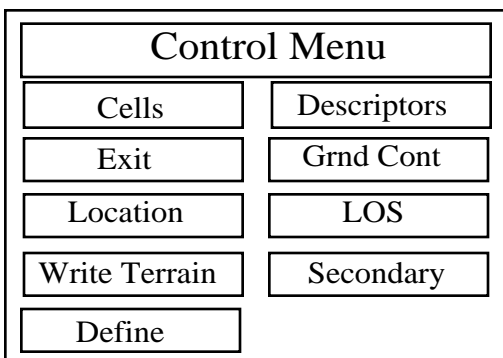 Control Menu
Cells Descriptors
Exit Grnd Cont
Location LOS
Write Terrain Secondary
Define